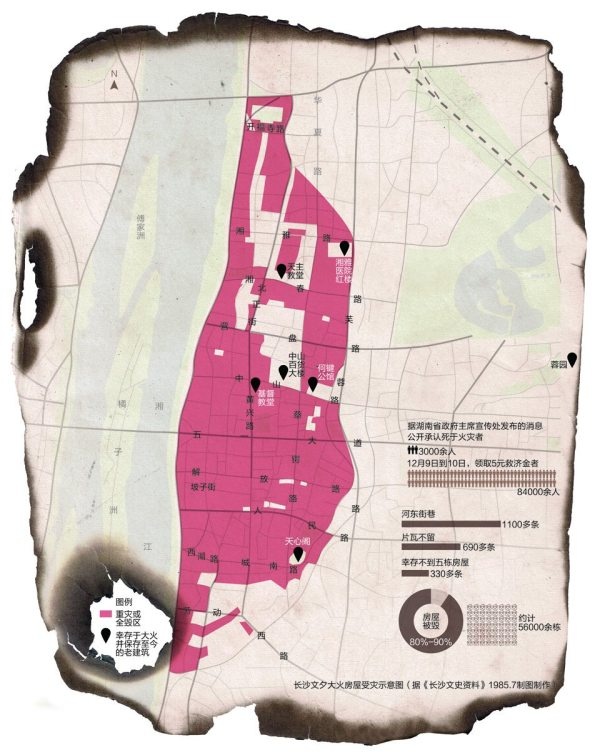 N
华夏路
开福寺路
傅家洲
湘雅路
湘雅
医院
红楼
天主
教堂
湘春路
北正街
芙蓉路
营盘路
中山
百货
大楼
何键
公馆
蓉园
中山路
基督
教堂
黄兴路
蔡
橘子洲
湘江
五
大道
解放路
坡子街
人民路
天心阁
西湖路
城南路
劳动西路
据湖南省政府主席宣传处发布的消息
公开承认死于火灾者
3000余人
12月9日到10日，领取5元救济金者
84000余人
河东街巷
1100多条
片瓦不留
690多条
幸存不到五栋房屋
330多条
房屋
被毁
80%-90%
约计
56000余栋
图例
重灾或
全毁区
幸存于大火
并保存至今
的老建筑
长沙文夕大火房屋受灾示意图（据《长沙文史资料》1985.7制图制作）